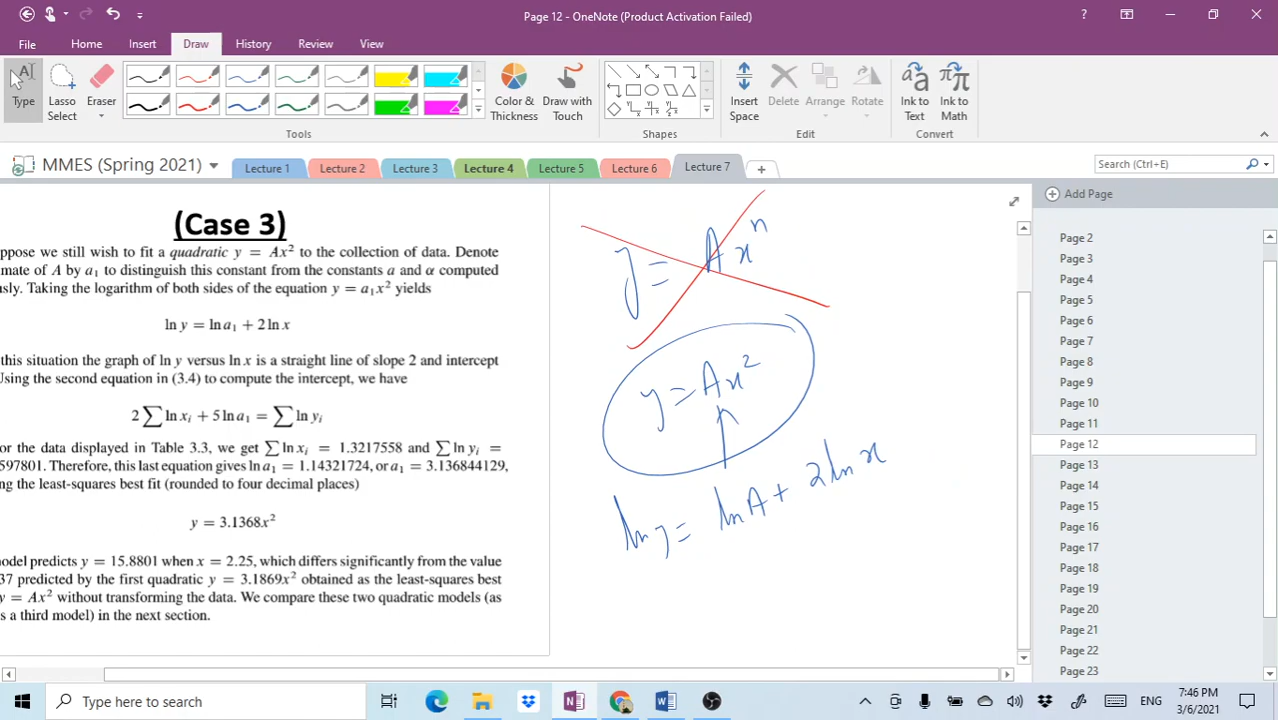 Page 12 - OneNote (Product Activation Failed)
?
File Home Insert Draw History Review View
Type
Lasso Select
Eraser
Color & Thickness
Draw with Touch
Insert Space
Delete
Arrange
Rotate
Ink to Text
Ink to Math
Tools
Shapes
Edit
Convert
MMES (Spring 2021)
Lecture 1 Lecture 2 Lecture 3 Lecture 4 Lecture 5 Lecture 6 Lecture 7
Search (Ctrl+E)
(Case 3)
ppose we still wish to fit a quadratic y = Ax² to the collection of data. Denote
mate of A by a₁ to distinguish this constant from the constants a and α computed
usly. Taking the logarithm of both sides of the equation y = a₁x² yields
ln y = ln a₁ + 2 ln x
this situation the graph of ln y versus ln x is a straight line of slope 2 and intercept
Using the second equation in (3.4) to compute the intercept, we have
2 ∑ ln xᵢ + 5 ln a₁ = ∑ ln yᵢ
or the data displayed in Table 3.3, we get ∑ ln xᵢ = 1.3217558 and ∑ ln yᵢ =
597801. Therefore, this last equation gives ln a₁ = 1.14321724, or a₁ = 3.136844129,
ng the least-squares best fit (rounded to four decimal places)
y = 3.1368x²
nodel predicts y = 15.8801 when x = 2.25, which differs significantly from the value
37 predicted by the first quadratic y = 3.1869x² obtained as the least-squares best
y = Ax² without transforming the data. We compare these two quadratic models (as
s a third model) in the next section.
y = Axⁿ
y = Ax²
ln y = ln A + 2 ln x
Add Page
Page 2
Page 3
Page 4
Page 5
Page 6
Page 7
Page 8
Page 9
Page 10
Page 11
Page 12
Page 13
Page 14
Page 15
Page 16
Page 17
Page 18
Page 19
Page 20
Page 21
Page 22
Page 23
Type here to search
ENG
7:46 PM
3/6/2021